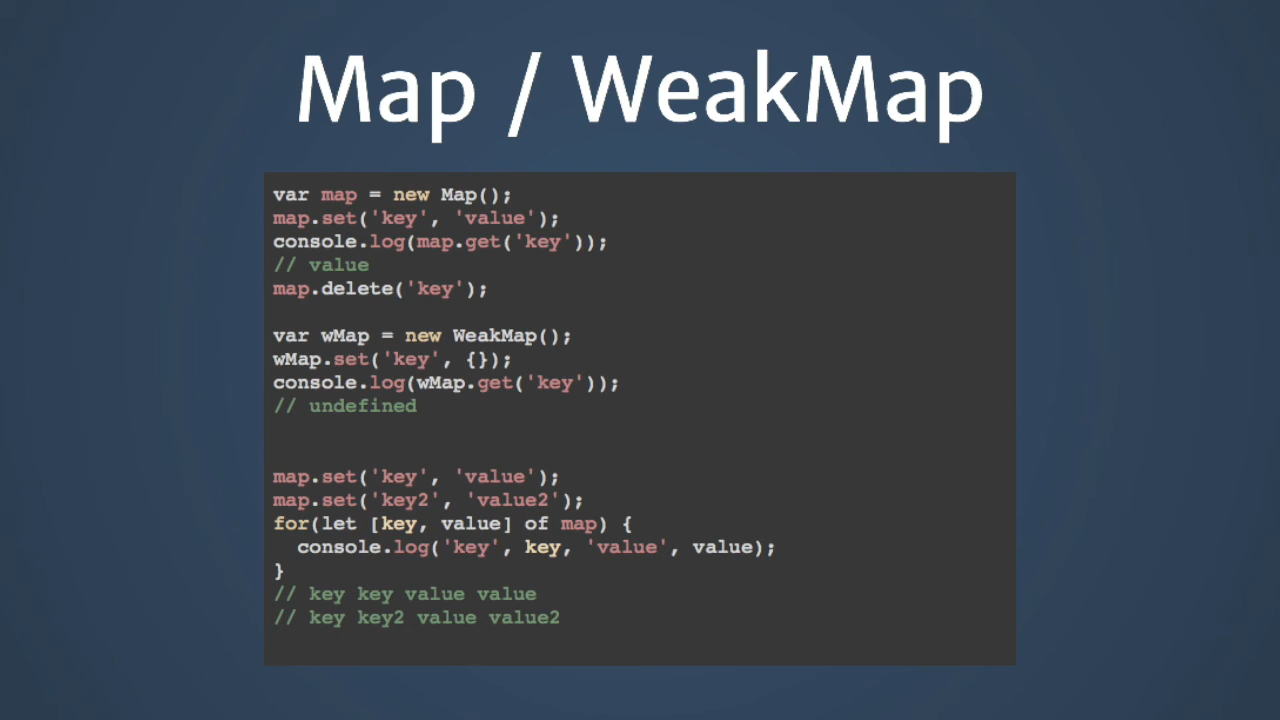 Map / WeakMap
var map = new Map();
map.set('key', 'value');
console.log(map.get('key'));
// value
map.delete('key');
var wMap = new WeakMap();
wMap.set('key', {});
console.log(wMap.get('key'));
// undefined
map.set('key', 'value');
map.set('key2', 'value2');
for(let [key, value] of map) {
  console.log('key', key, 'value', value);
}
// key key value value
// key key2 value value2